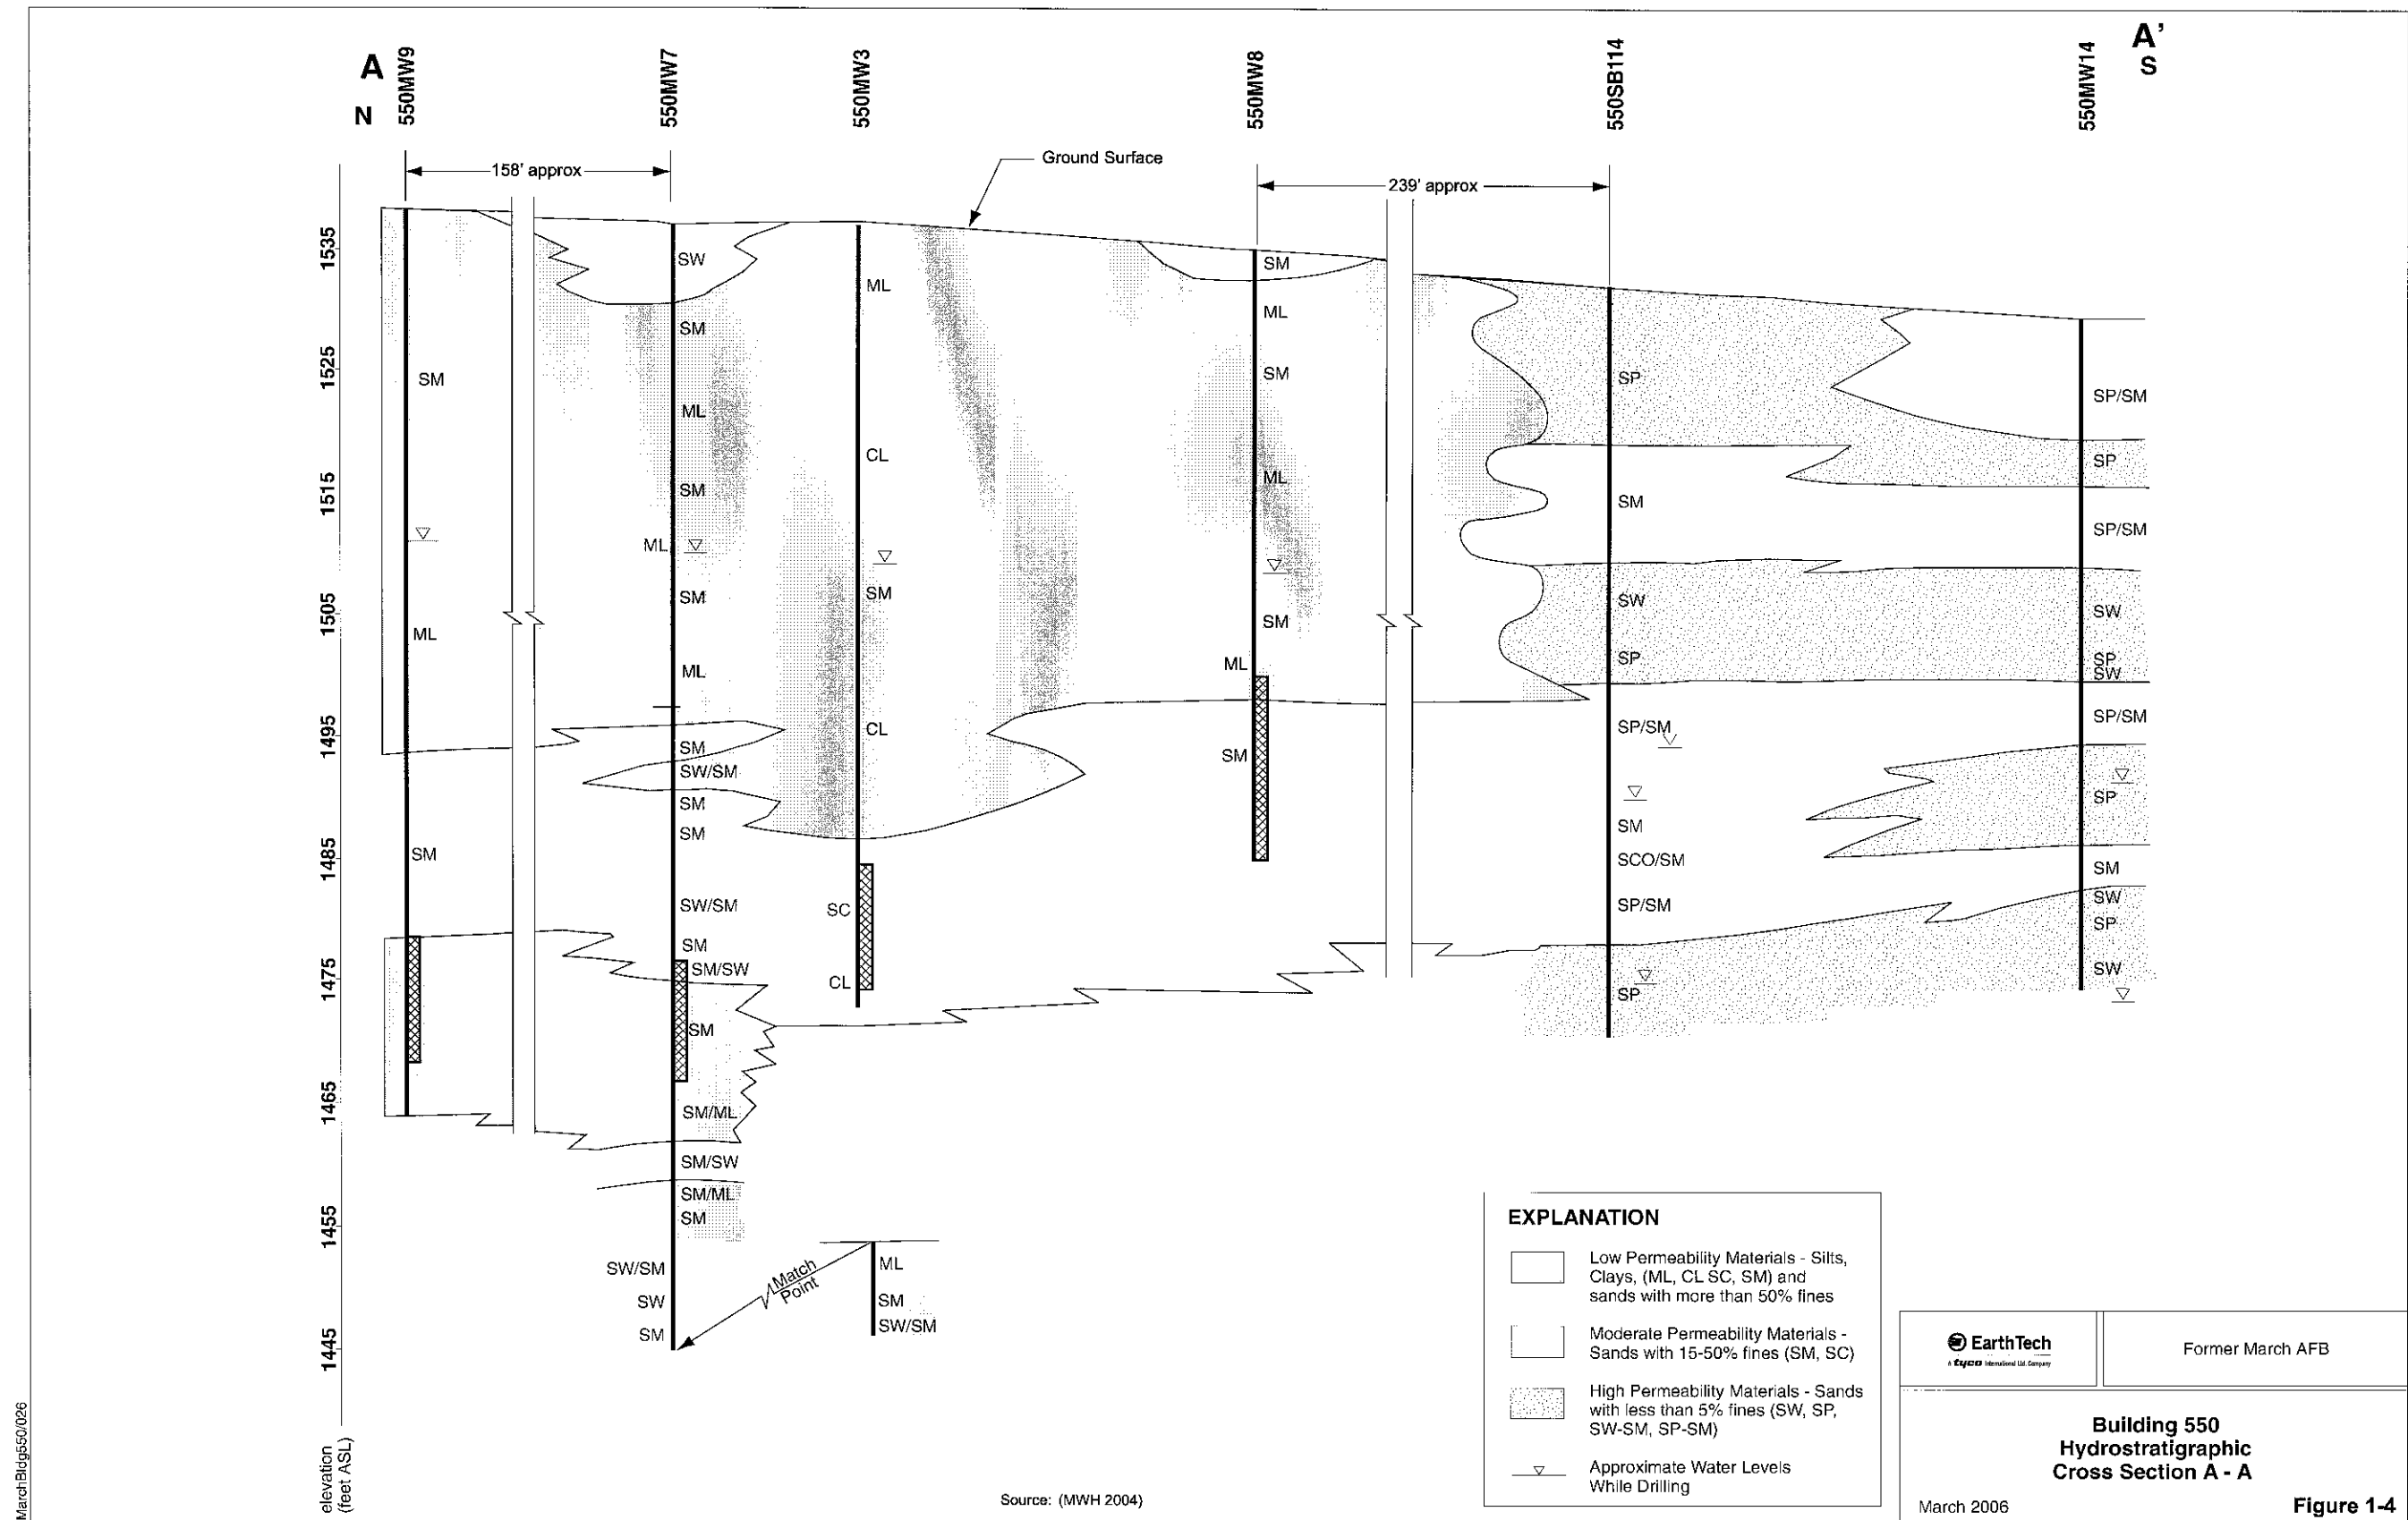 A
N
550MW9
550MW7
550MW3
550MW8
550SB114
550MW14
A'
S
158' approx
Ground Surface
239' approx
1535
1525
1515
1505
1495
1485
1475
1465
1455
1445
elevation
(feet ASL)
SM
ML
SM
SW
SM
ML
SM
ML
SM
ML
SM
SW/SM
SM
SM
SW/SM
SM
SM/SW
SM
SM/ML
SM/SW
SM/ML
SM
SW/SM
SW
SM
ML
CL
SM
CL
SC
CL
Match
Point
ML
SM
SW/SM
SM
ML
SM
ML
SM
ML
SM
SP
SM
SW
SP
SP/SM
SM
SCO/SM
SP/SM
SP
SP/SM
SP
SP/SM
SW
SP
SW
SP/SM
SP
SM
SW
SP
SW
EXPLANATION
Low Permeability Materials - Silts,
Clays, (ML, CL SC, SM) and
sands with more than 50% fines
Moderate Permeability Materials -
Sands with 15-50% fines (SM, SC)
High Permeability Materials - Sands
with less than 5% fines (SW, SP,
SW-SM, SP-SM)
Approximate Water Levels
While Drilling
Source: (MWH 2004)
EarthTech
A tyco International Ltd. Company
Former March AFB
Building 550
Hydrostratigraphic
Cross Section A - A
March 2006
Figure 1-4
MarchBldg550/026